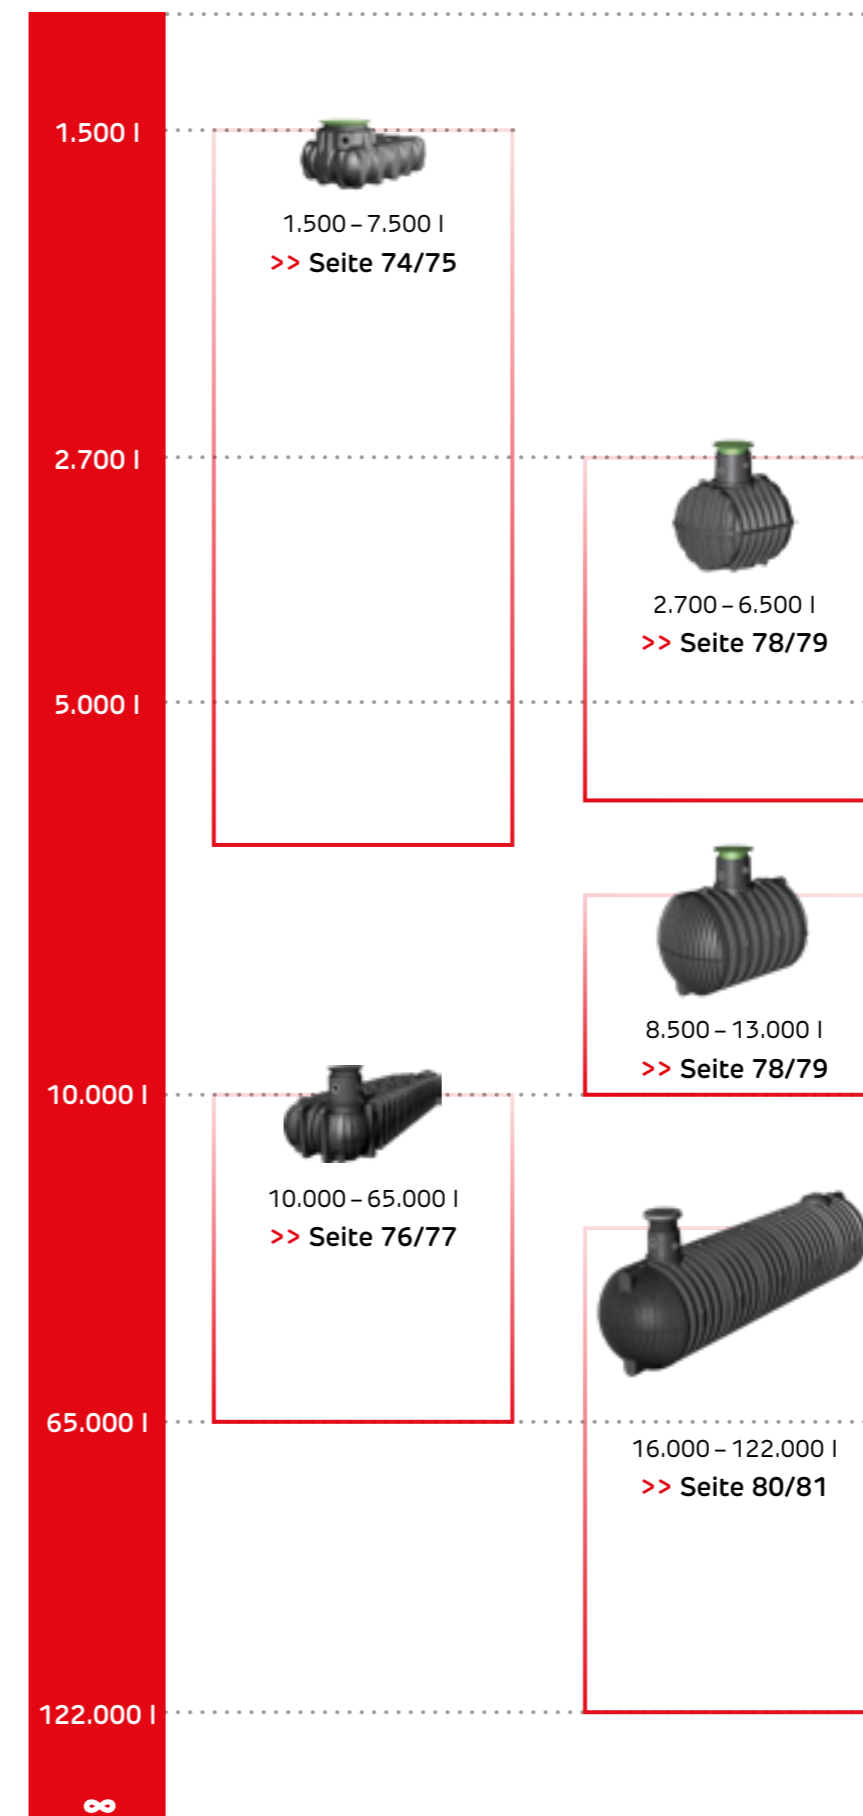 1.500 l
1.500 – 7.500 l
>> Seite 74/75
2.700 l
2.700 – 6.500 l
>> Seite 78/79
5.000 l
8.500 – 13.000 l
>> Seite 78/79
10.000 l
10.000 – 65.000 l
>> Seite 76/77
65.000 l
16.000 – 122.000 l
>> Seite 80/81
122.000 l
∞